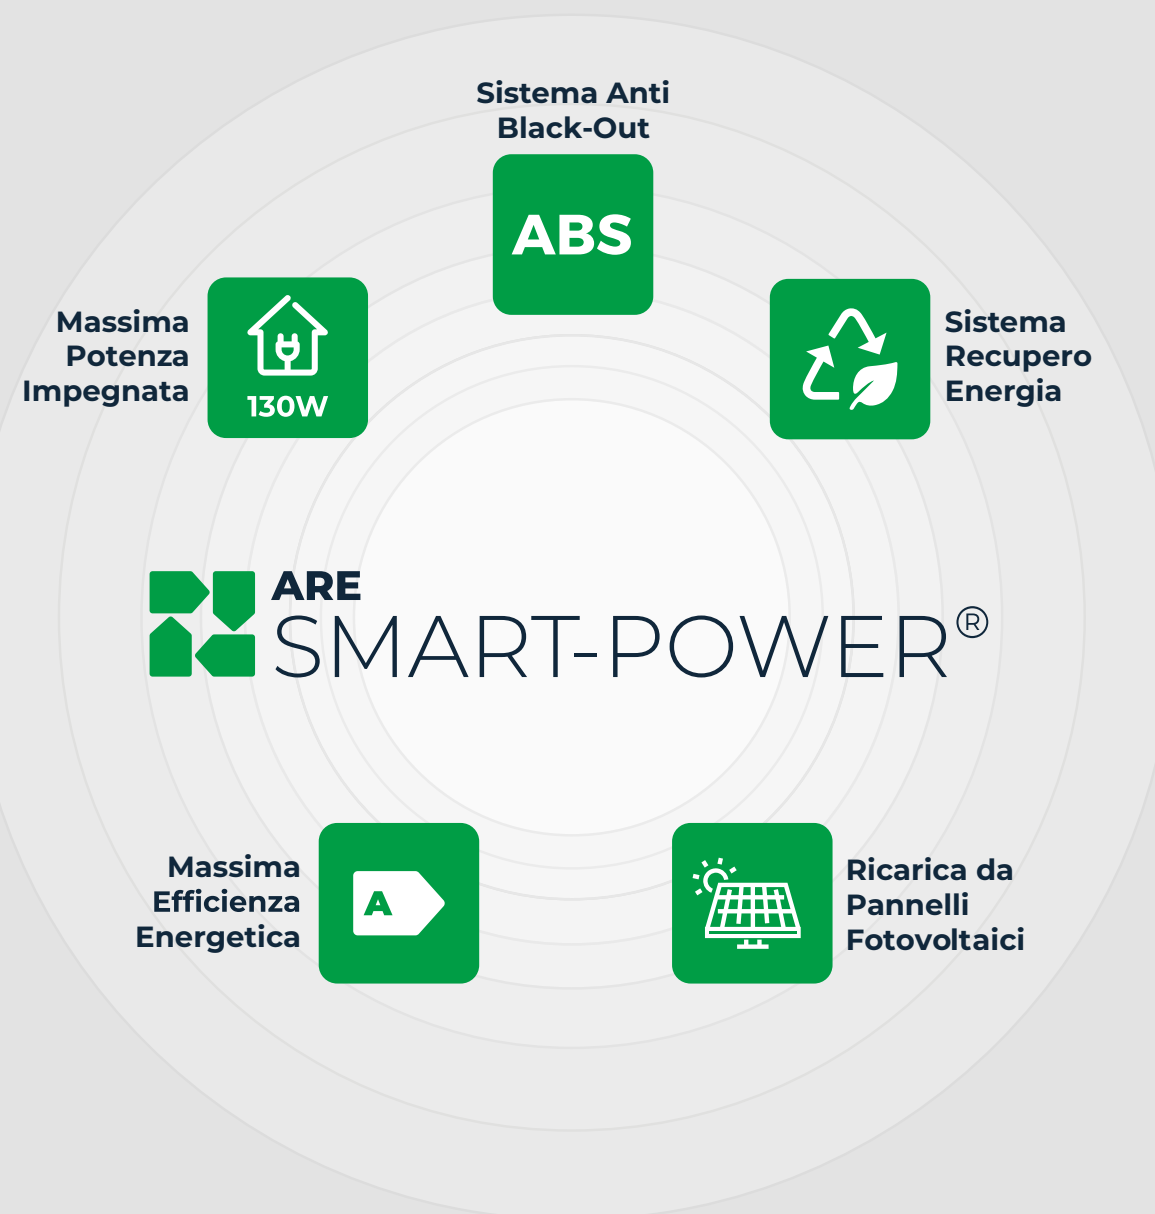 Sistema Anti
Black-Out
ABS
Massima
Potenza
Impegnata
130W
Sistema
Recupero
Energia
ARE
SMART-POWER®
Massima
Efficienza
Energetica
A
Ricarica da
Pannelli
Fotovoltaici